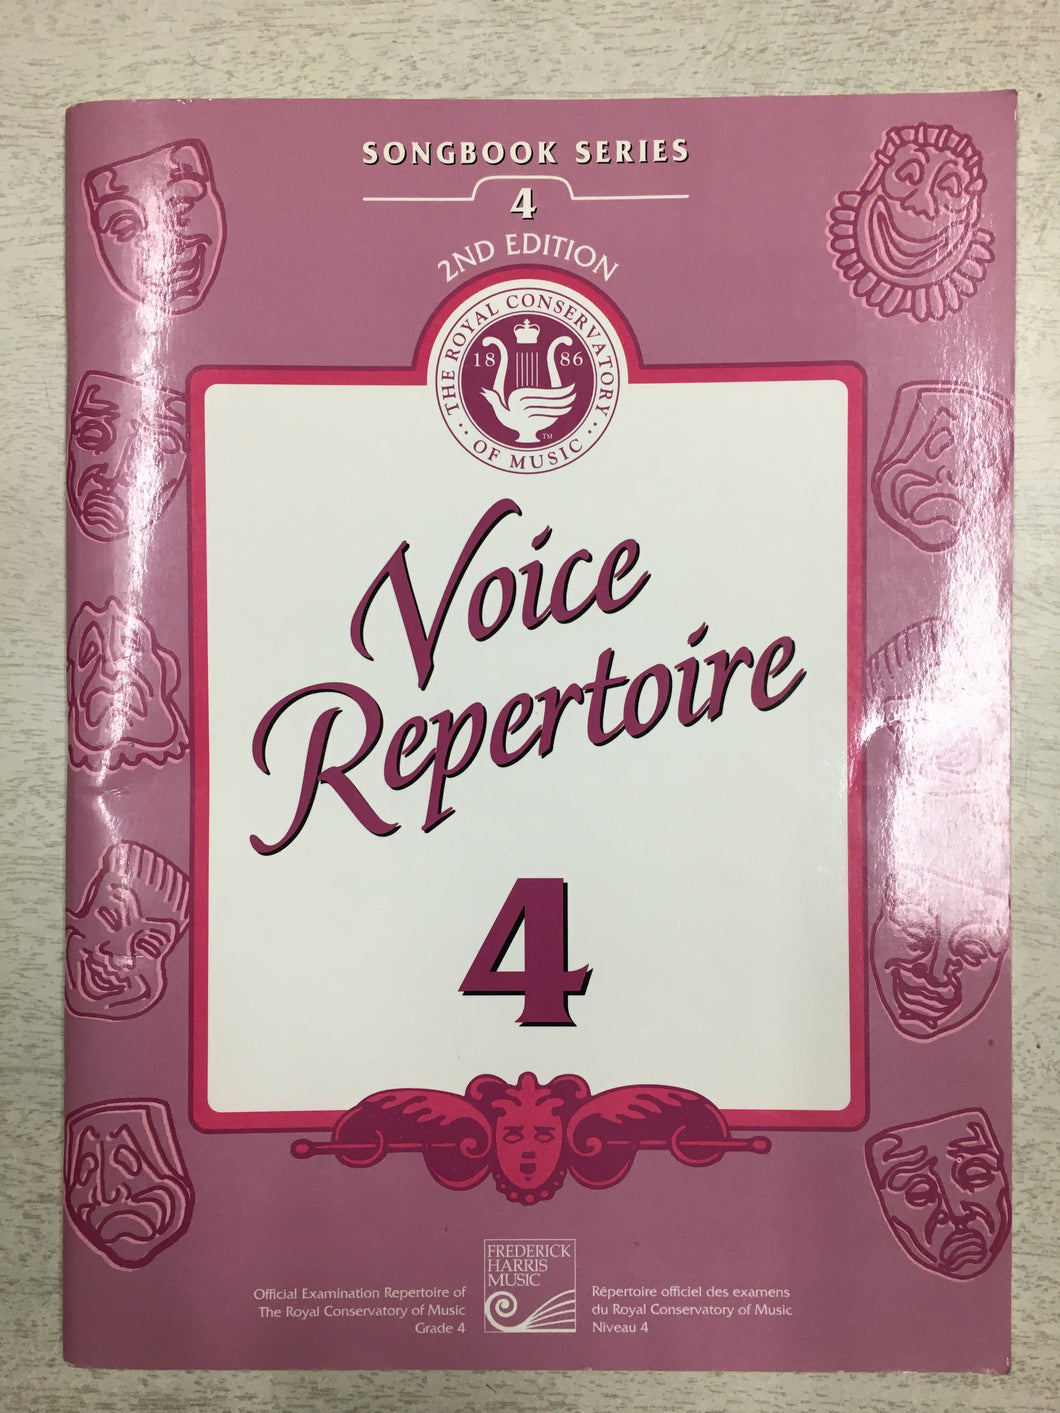 SONGBOOK SERIES
4
2ND EDITION
THE ROYAL CONSERVATORY
18 86
TM
OF MUSIC
Voice
Repertoire
4
FREDERICK
HARRIS
MUSIC
Official Examination Repertoire of
The Royal Conservatory of Music
Grade 4
Répertoire officiel des examens
du Royal Conservatory of Music
Niveau 4